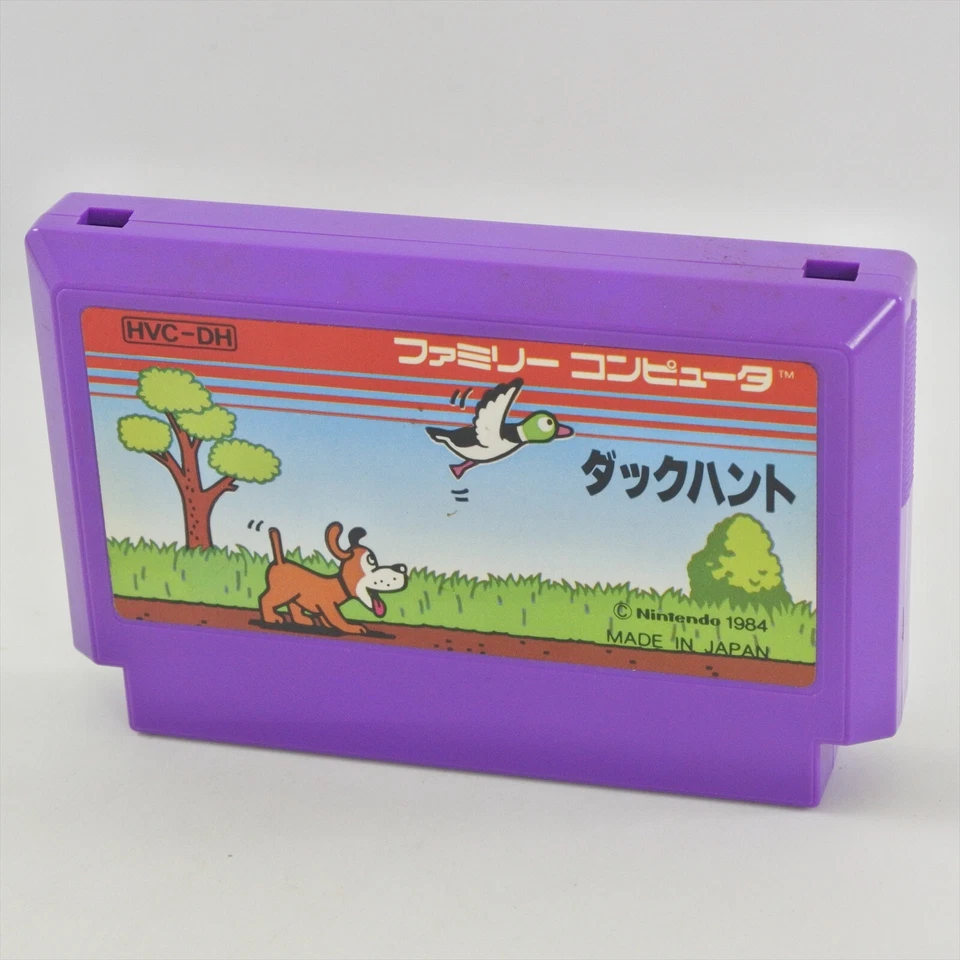 HVC-DH
ファミリー コンピュータ™
ダックハント
© Nintendo 1984
MADE IN JAPAN